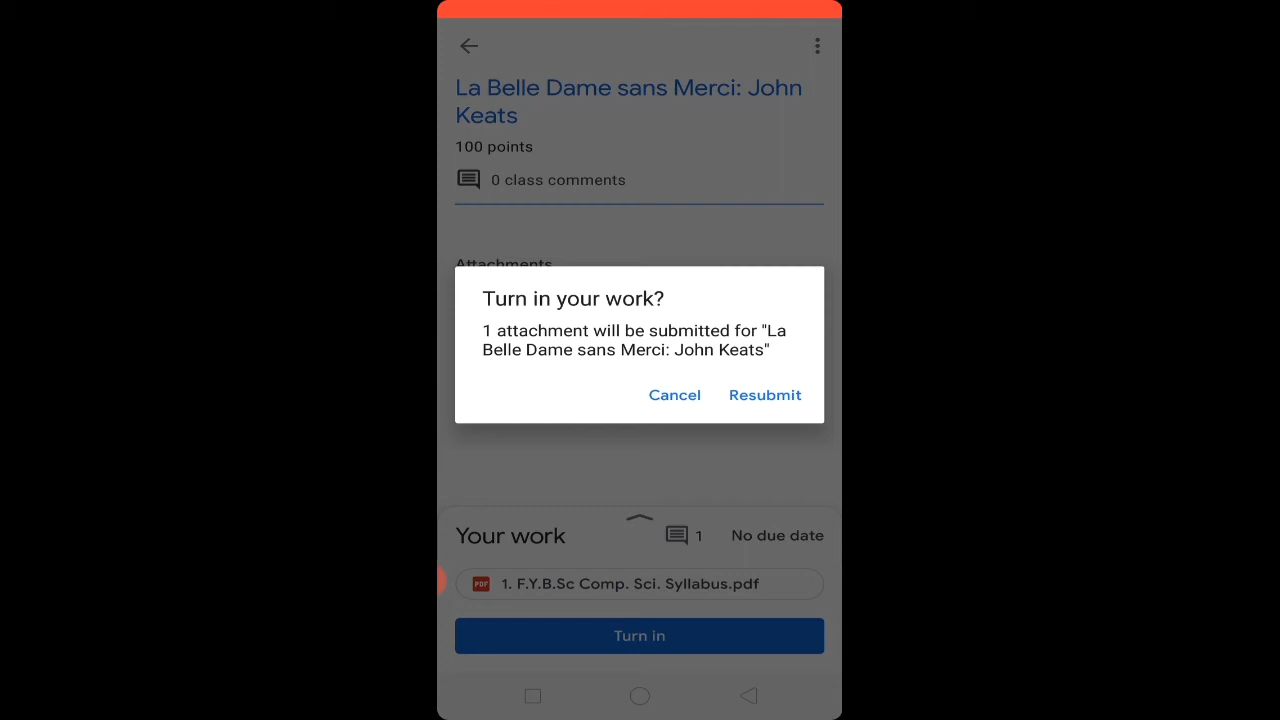 La Belle Dame sans Merci: John
Keats
100 points
0 class comments
Attachments
Turn in your work?
1 attachment will be submitted for "La
Belle Dame sans Merci: John Keats"
Cancel Resubmit
Your work 1 No due date
PDF 1. F.Y.B.Sc Comp. Sci. Syllabus.pdf
Turn in